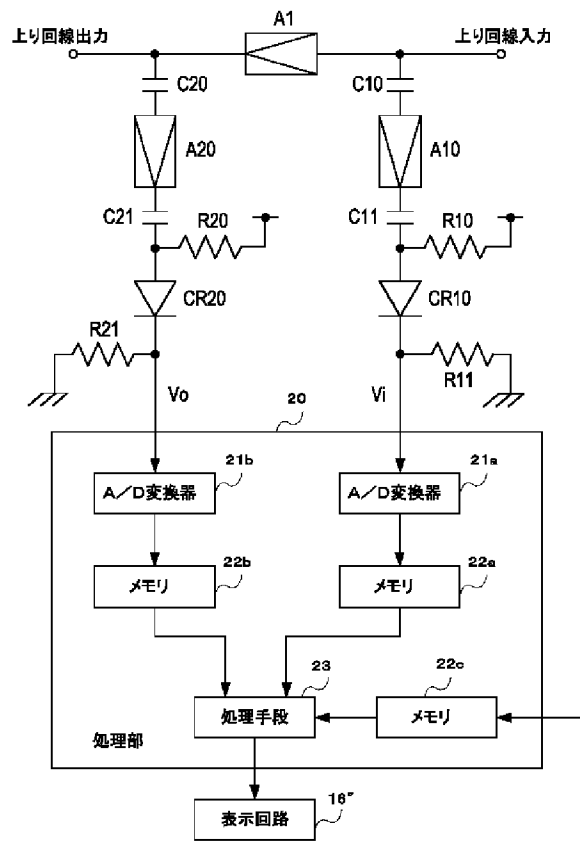 A1
上り回線出力
上り回線入力
C20
C10
A20
A10
C21
R20
C11
R10
CR20
CR10
R21
R11
Vo
Vi
20
21b
21a
A／D変換器
A／D変換器
22b
22a
メモリ
メモリ
23
22c
処理手段
メモリ
処理部
16"
表示回路